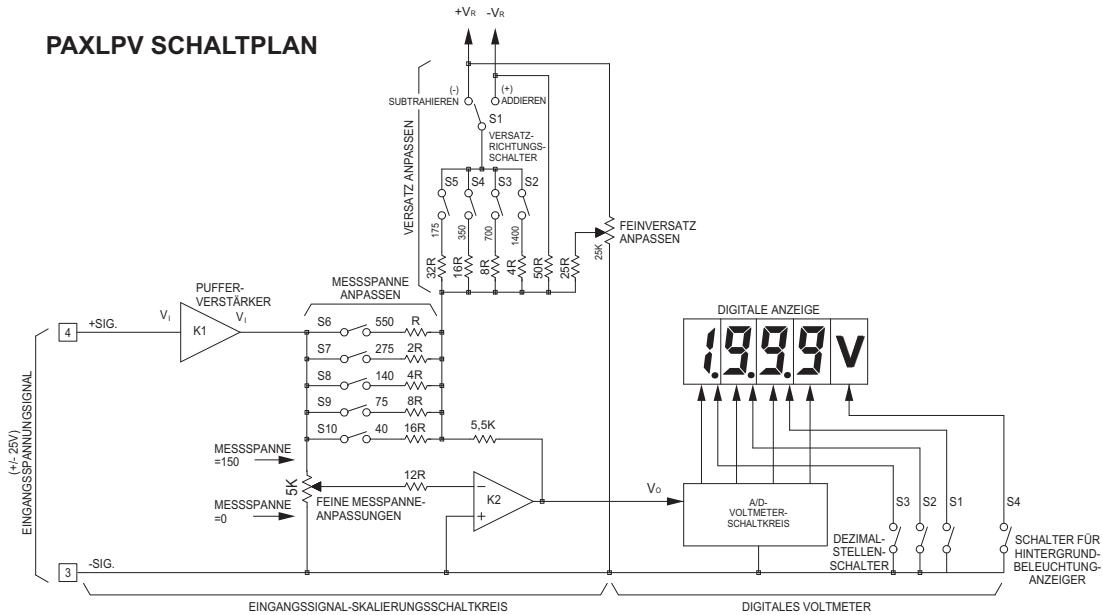 PAXLPV SCHALTPLAN
+VR -VR
(-) (+)
SUBTRAHIEREN ADDIEREN
S1
VERSATZ-
RICHTUNGS-
SCHALTER
VERSATZ ANPASSEN
S5 S4 S3 S2
175 350 700 1400
32R 16R 8R 4R 50R 25R
25K
FEINVERSATZ
ANPASSEN
PUFFER-
VERSTÄRKER
MESSSPANNE
ANPASSEN
EINGANGSSPANNUNGSIGNAL
(+/- 25V)
4 +SIG.
VI K1 VI
S6 550 R
S7 275 2R
S8 140 4R
S9 75 8R
S10 40 16R
5,5K
MESSSPANNE
=150
5K
12R
MESSSPANNE
=0
FEINE MESSPANNE-
ANPASSUNGEN
− K2 +
VO
3 -SIG.
DIGITALE ANZEIGE
1.9.9.9 V
A/D-
VOLTMETER-
SCHALTKREIS
S3 S2 S1 S4
DEZIMAL-
STELLEN-
SCHALTER
SCHALTER FÜR
HINTERGRUND-
BELEUCHTUNG-
ANZEIGER
EINGANGSSIGNAL-SKALIERUNGSSCHALTKREIS
DIGITALES VOLTMETER